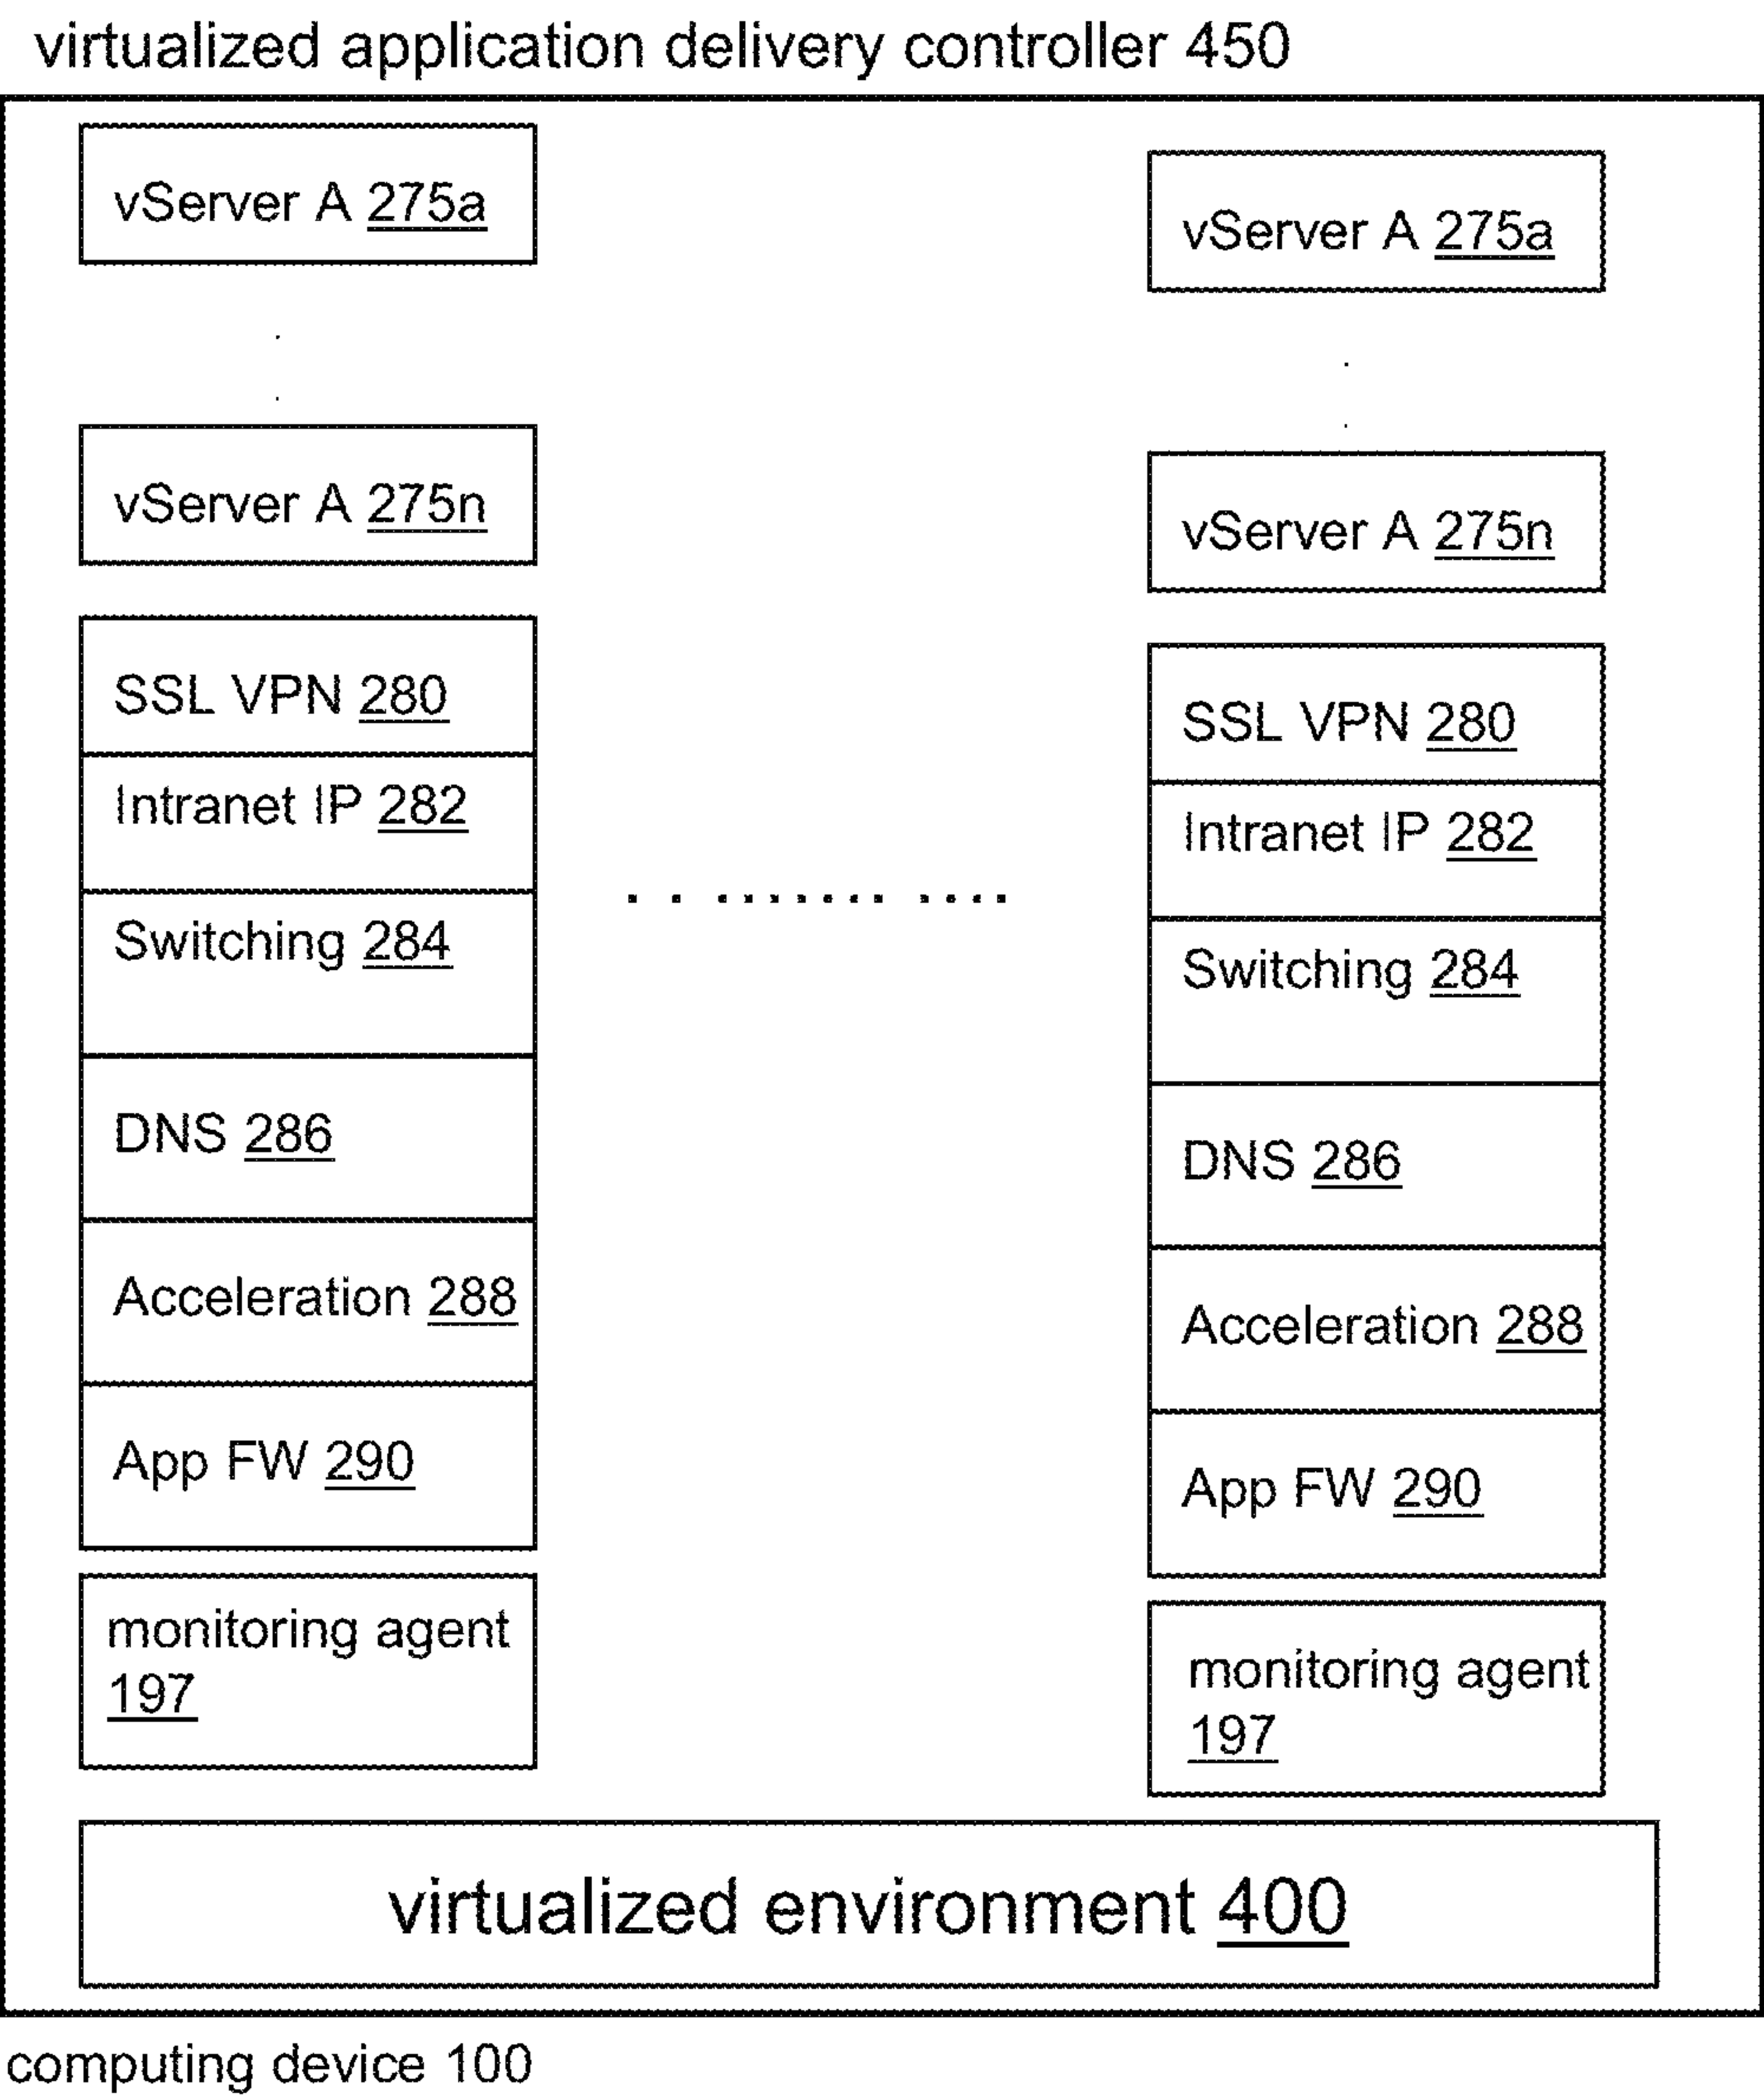 virtualized application delivery controller 450
vServer A 275a
vServer A 275n
SSL VPN 280
Intranet IP 282
Switching 284
DNS 286
Acceleration 288
App FW 290
monitoring agent
197
vServer A 275a
vServer A 275n
SSL VPN 280
Intranet IP 282
Switching 284
DNS 286
Acceleration 288
App FW 290
monitoring agent
197
virtualized environment 400
computing device 100